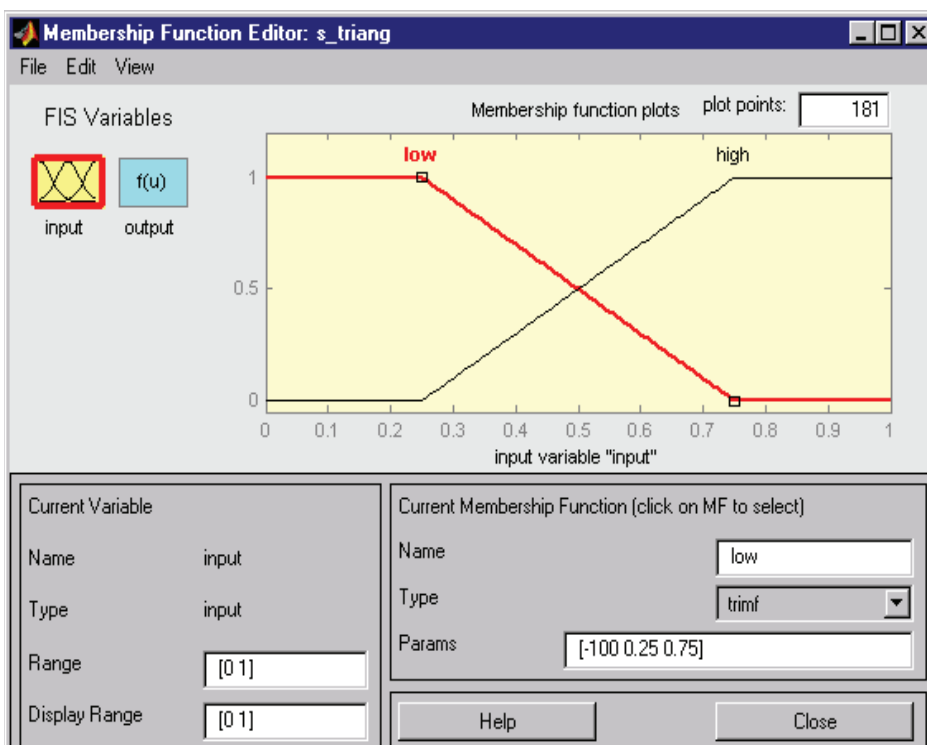 Membership Function Editor: s_triang
File Edit View
FIS Variables
f(u)
input output
Membership function plots plot points: 181
low high
1
0.5
0
0 0.1 0.2 0.3 0.4 0.5 0.6 0.7 0.8 0.9 1
input variable "input"
Current Variable
Name input
Type input
Range [0 1]
Display Range [0 1]
Current Membership Function (click on MF to select)
Name low
Type trimf
Params [-100 0.25 0.75]
Help Close